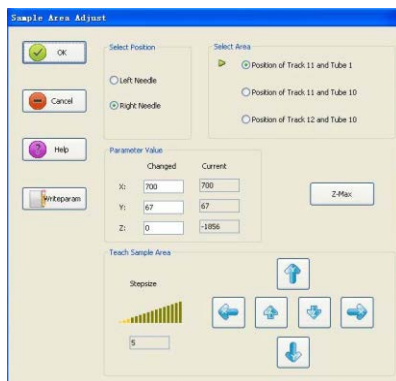 Sample Area Adjust
OK
Cancel
Help
Writeparam
Select Position
Left Needle
Right Needle
Select Area
Position of Track 11 and Tube 1
Position of Track 11 and Tube 10
Position of Track 12 and Tube 10
Parameter Value
Changed Current
X: 700 700
Y: 67 67
Z: 0 -1856
Z-Max
Teach Sample Area
Stepsize
5